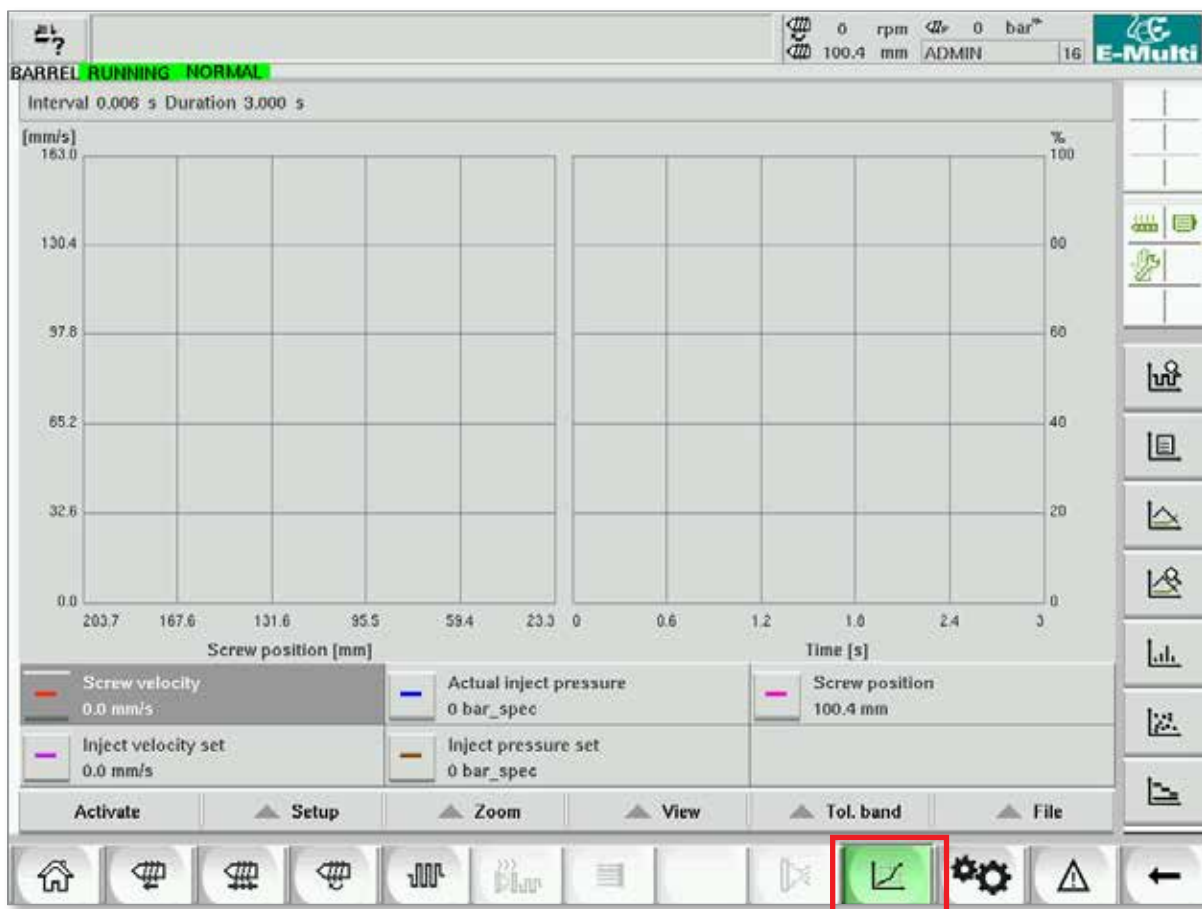 0 rpm 0 bar
100.4 mm ADMIN 16
E-Multi
BARREL RUNNING NORMAL
Interval 0.006 s Duration 3.000 s
[mm/s] %
163.0 100
130.4 80
97.8 60
65.2 40
32.6 20
0.0 0
203.7 167.6 131.6 95.5 59.4 23.3 0 0.6 1.2 1.8 2.4 3
Screw position [mm] Time [s]
Screw velocity Actual inject pressure Screw position
0.0 mm/s 0 bar_spec 100.4 mm
Inject velocity set Inject pressure set
0.0 mm/s 0 bar_spec
Activate Setup Zoom View Tol. band File